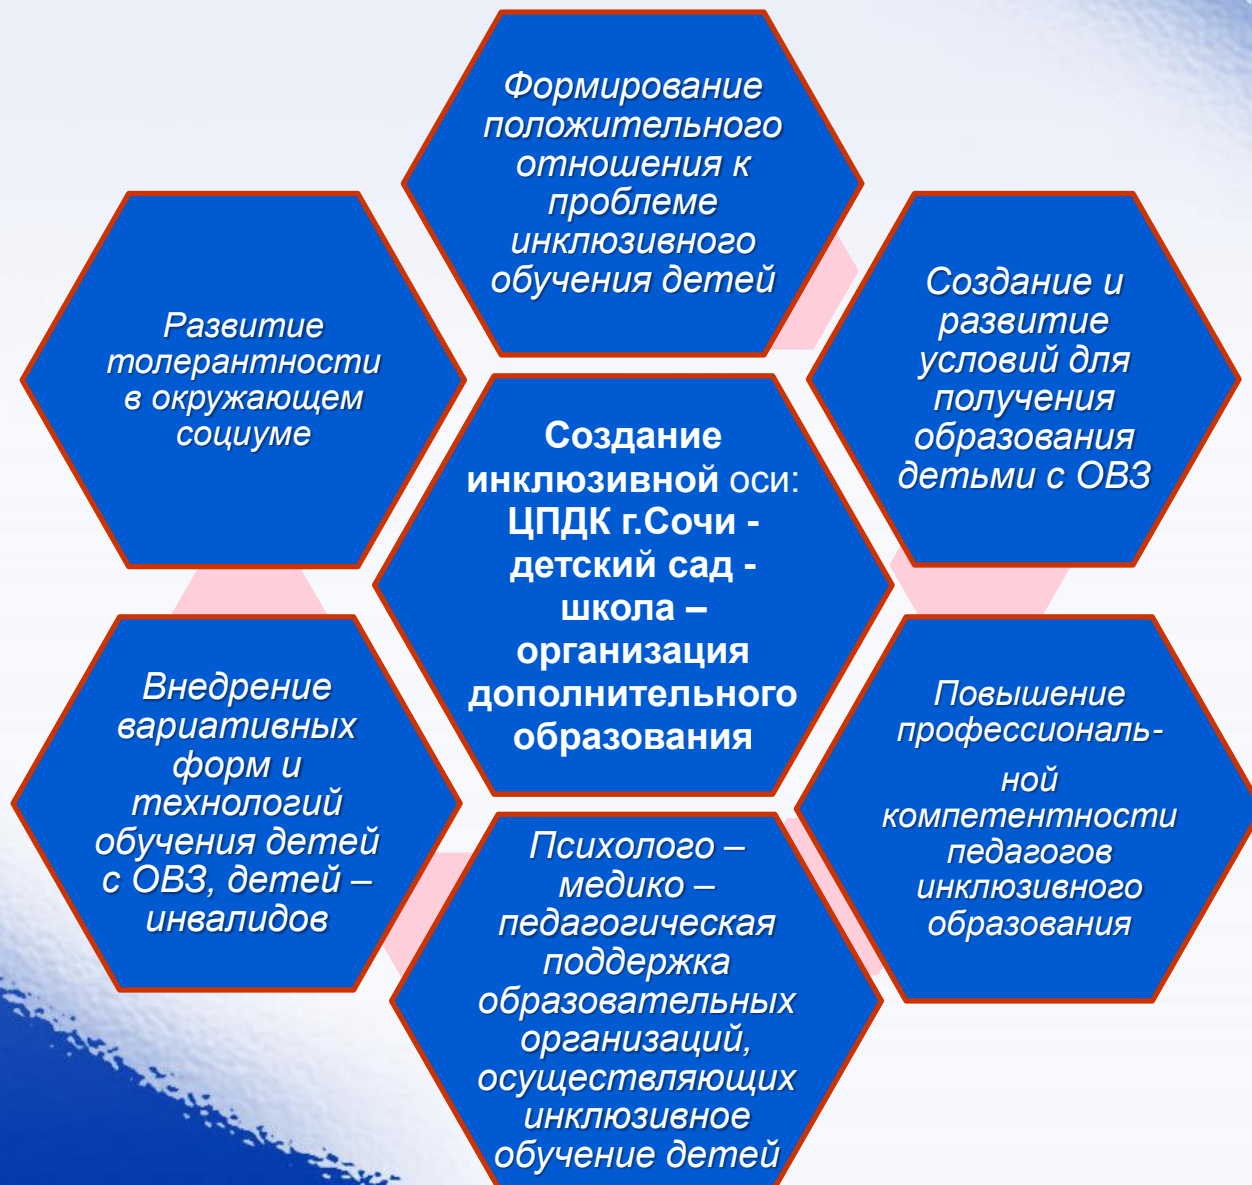 Формирование
положительного
отношения к
проблеме
инклюзивного
обучения детей
Создание и
развитие
условий для
получения
образования
детьми с ОВЗ
Повышение
профессиональ-
ной
компетентности
педагогов
инклюзивного
образования
Психолого –
медико –
педагогическая
поддержка
образовательных
организаций,
осуществляющих
инклюзивное
обучение детей
Внедрение
вариативных
форм и
технологий
обучения детей
с ОВЗ, детей –
инвалидов
Развитие
толерантности
в окружающем
социуме
Создание
инклюзивной оси:
ЦПДК г.Сочи -
детский сад -
школа –
организация
дополнительного
образования